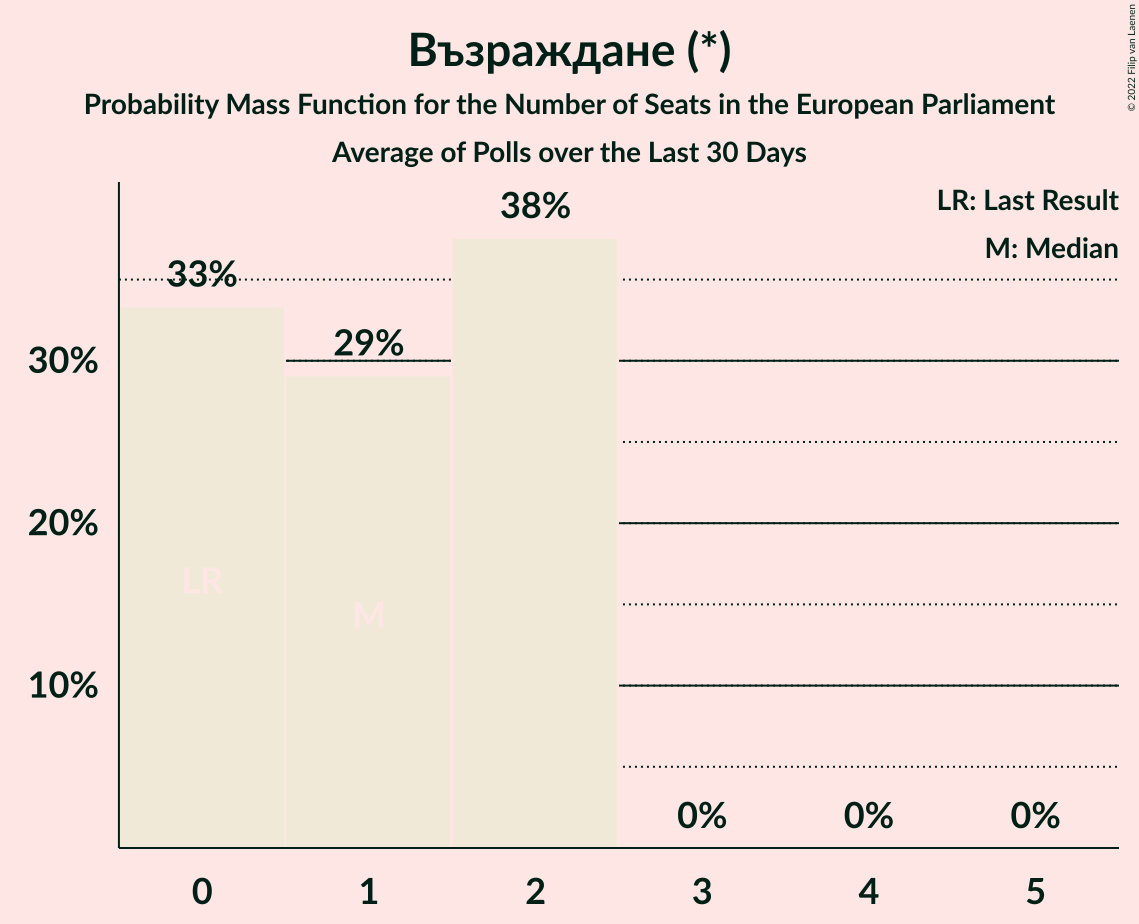 Възраждане (*)
Probability Mass Function for the Number of Seats in the European Parliament
Average of Polls over the Last 30 Days
© 2022 Filip van Laenen
LR: Last Result
M: Median
38%
33%
29%
30%
20%
10%
LR
M
0%
0%
0%
0
1
2
3
4
5